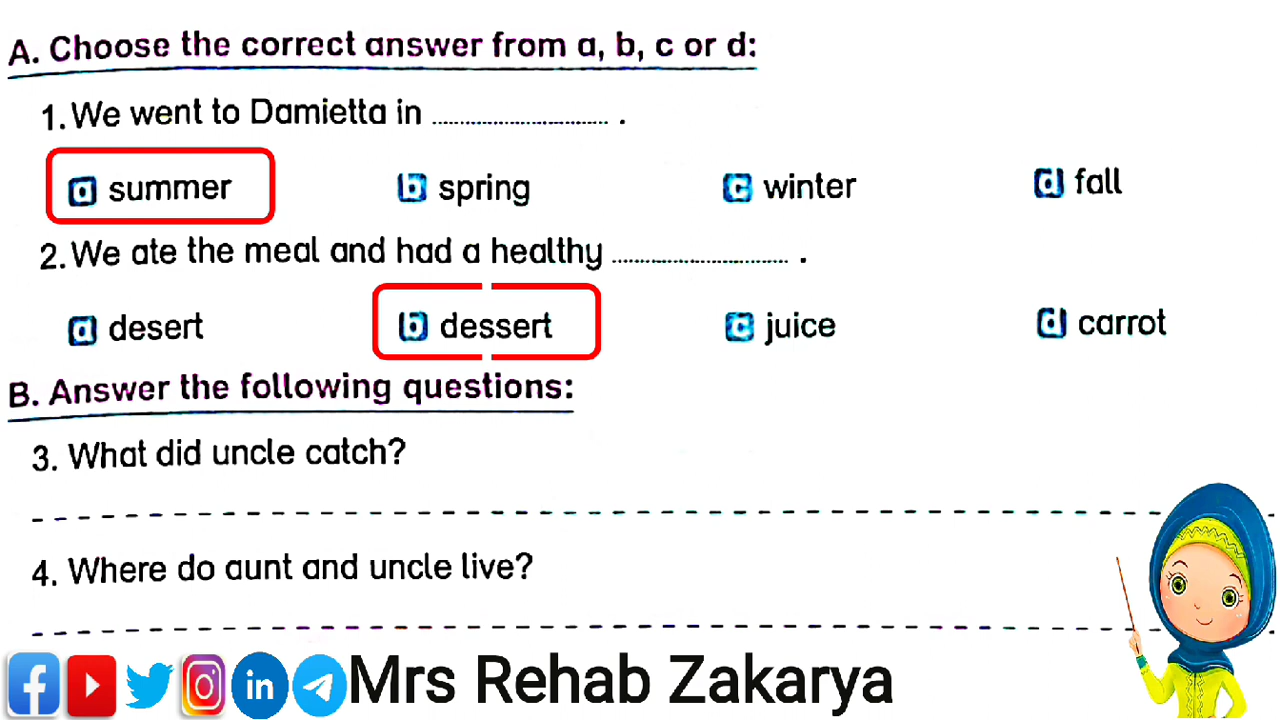 A. Choose the correct answer from a, b, c or d:
1. We went to Damietta in .............................. .
a summer b spring c winter d fall
2. We ate the meal and had a healthy .............................. .
a desert b dessert c juice d carrot
B. Answer the following questions:
3. What did uncle catch?
4. Where do aunt and uncle live?
f in Mrs Rehab Zakarya